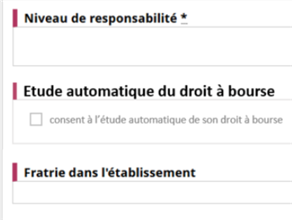 Niveau de responsabilité *
Etude automatique du droit à bourse
consent à l'étude automatique de son droit à bourse
Fratrie dans l'établissement